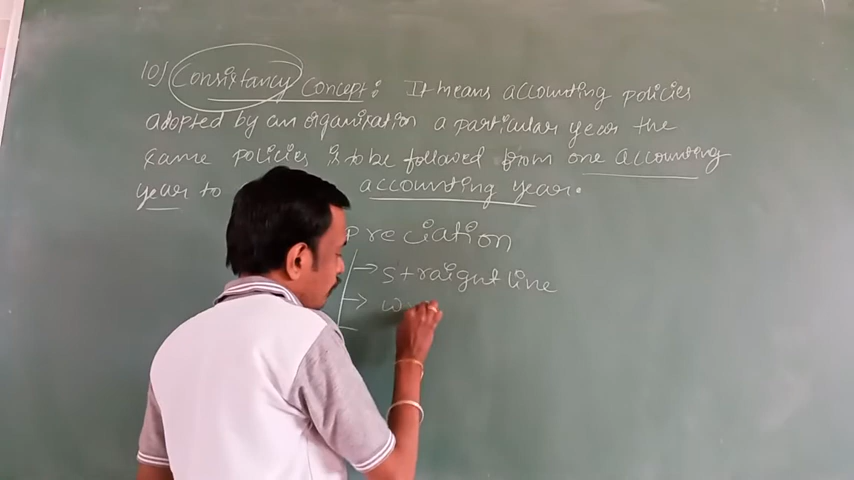 10) Consistancy Concept: It means accounting policies
adopted by an organization a particular year the
same policies is to be followed from one accounting
year to accounting year.
preciation
→ straight line
→ w